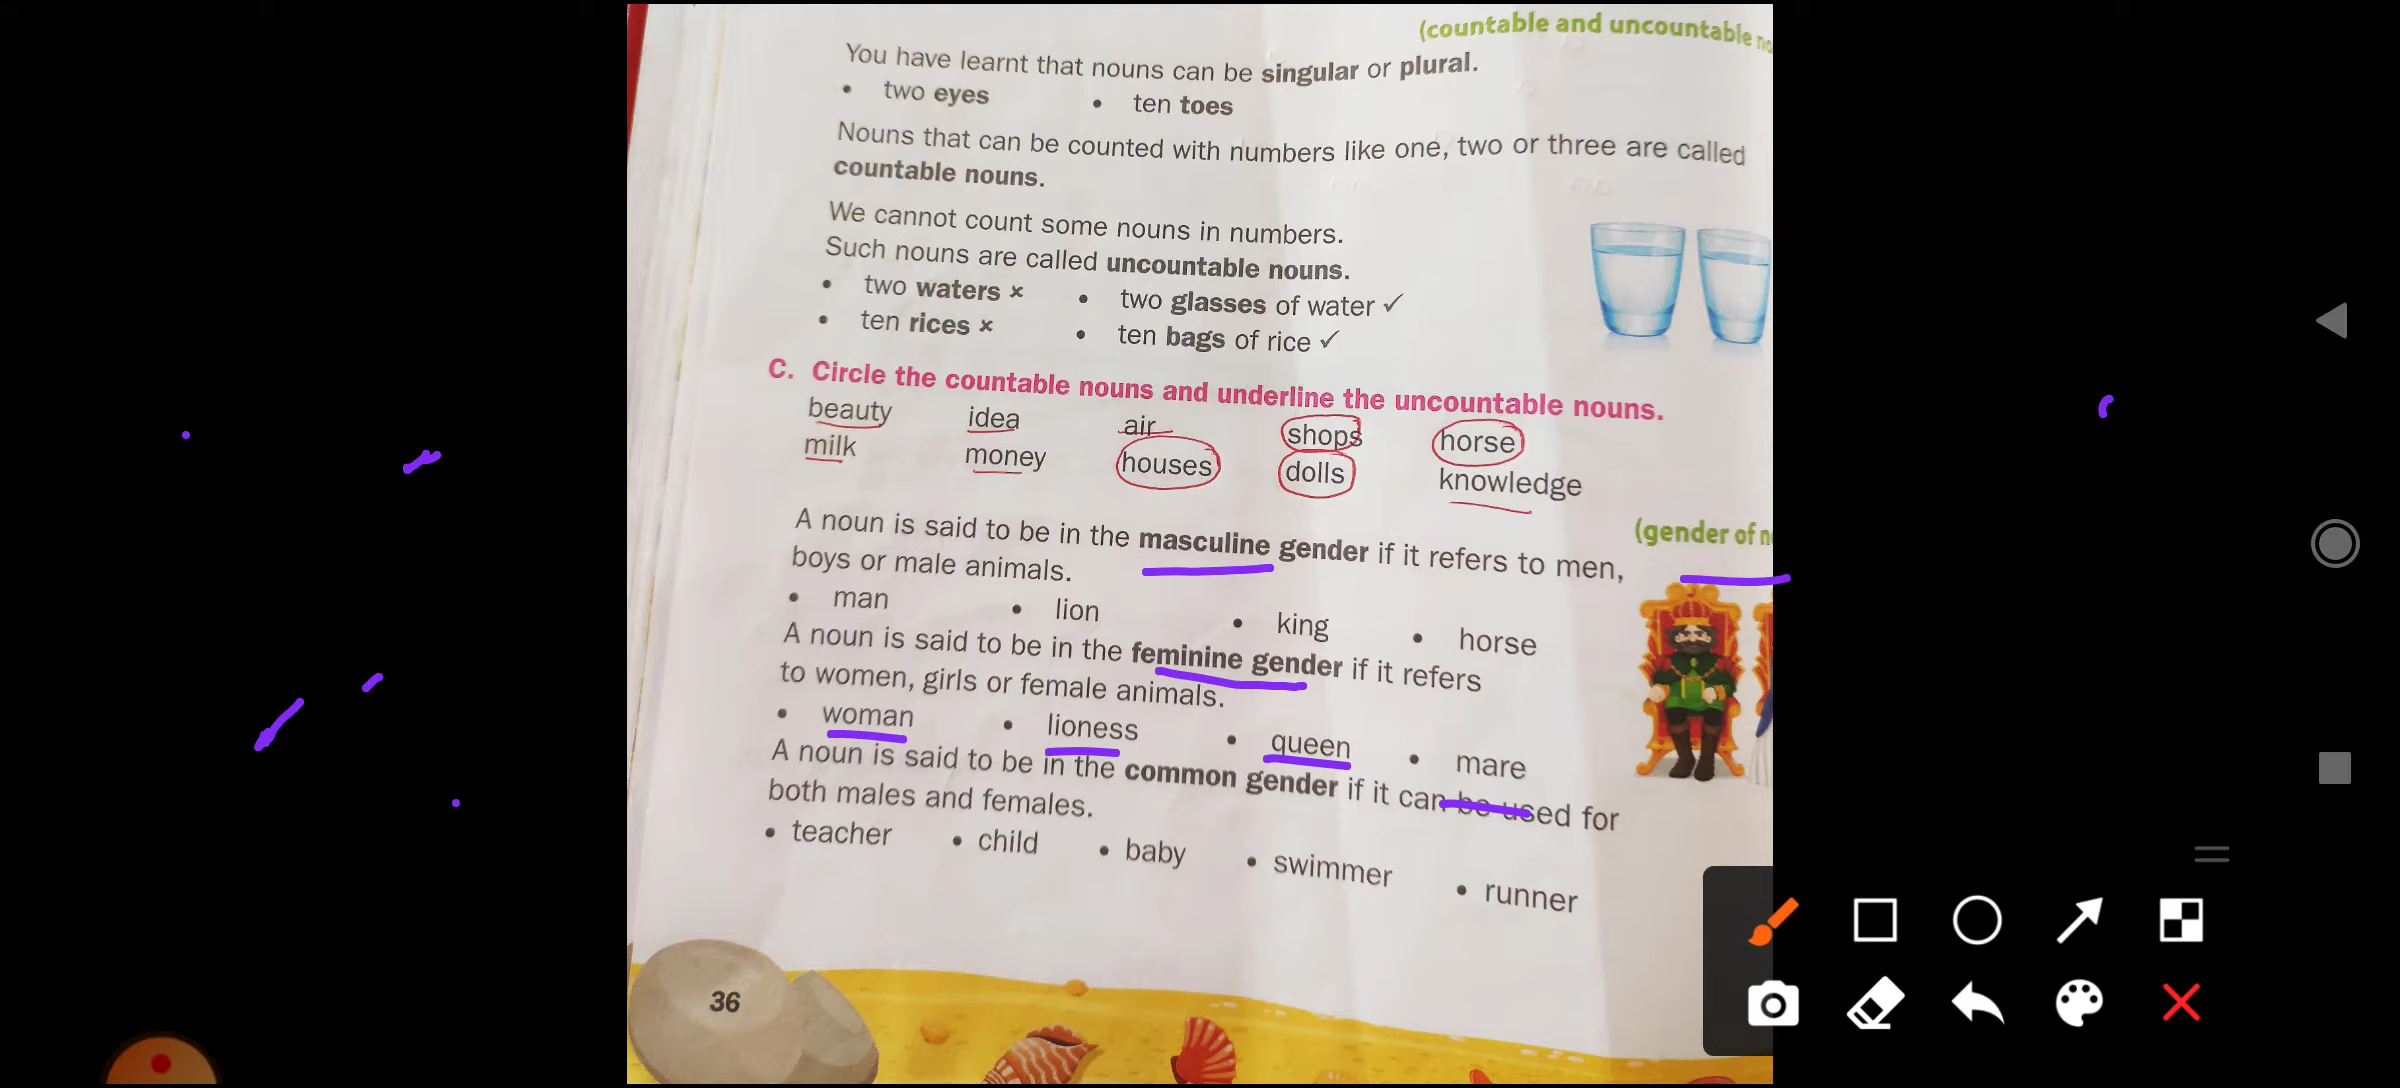 (countable and uncountable
You have learnt that nouns can be singular or plural.
• two eyes • ten toes
Nouns that can be counted with numbers like one, two or three are called
countable nouns.
We cannot count some nouns in numbers.
Such nouns are called uncountable nouns.
• two waters × • two glasses of water ✓
• ten rices × • ten bags of rice ✓
C. Circle the countable nouns and underline the uncountable nouns.
beauty idea air shops horse
milk money houses dolls knowledge
(gender of
A noun is said to be in the masculine gender if it refers to men,
boys or male animals.
• man • lion • king • horse
A noun is said to be in the feminine gender if it refers
to women, girls or female animals.
• woman • lioness • queen • mare
A noun is said to be in the common gender if it can be used for
both males and females.
• teacher • child • baby • swimmer • runner
36